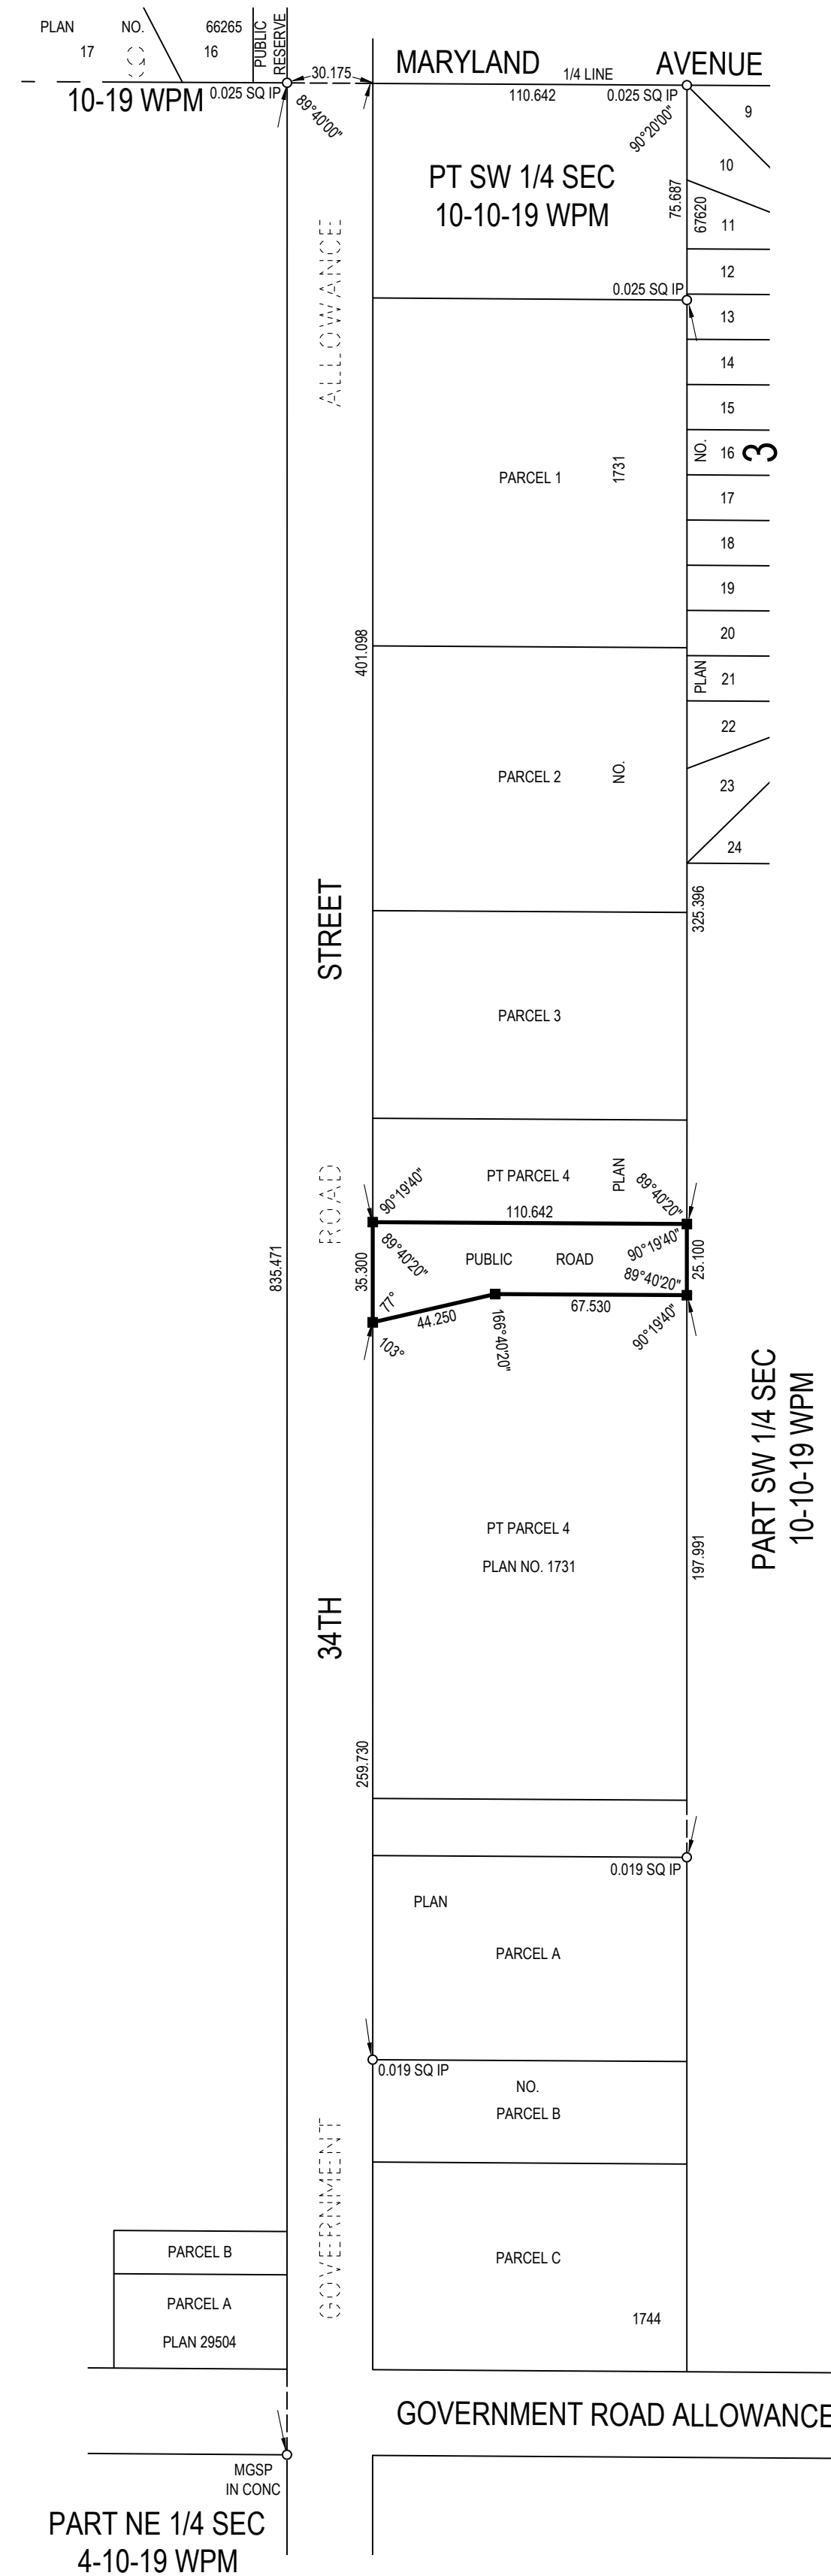 PLAN NO. 66265
17 16
PUBLIC
RESERVE
30.175
MARYLAND AVENUE
1/4 LINE
10-19 WPM
0.025 SQ IP
89°40'00"
110.642
0.025 SQ IP
90°20'00"
9
10
PT SW 1/4 SEC
10-10-19 WPM
75.687
67620
11
12
ALLOWANCE
0.025 SQ IP
13
14
15
NO.
16
3
PARCEL 1
1731
17
18
19
20
401.098
PLAN
21
22
PARCEL 2
NO.
23
24
STREET
325.396
PARCEL 3
ROAD
PT PARCEL 4
PLAN
90°19'40"
89°40'20"
110.642
835.471
35.300
89°40'20"
PUBLIC ROAD
90°19'40"
25.100
89°40'20"
77°
44.250
67.530
103°
166°40'20"
90°19'40"
PART SW 1/4 SEC
10-10-19 WPM
PT PARCEL 4
PLAN NO. 1731
197.991
34TH
259.730
0.019 SQ IP
PLAN
PARCEL A
0.019 SQ IP
NO.
PARCEL B
GOVERNMENT
PARCEL B
PARCEL C
PARCEL A
PLAN 29504
1744
GOVERNMENT ROAD ALLOWANCE
MGSP
IN CONC
PART NE 1/4 SEC
4-10-19 WPM